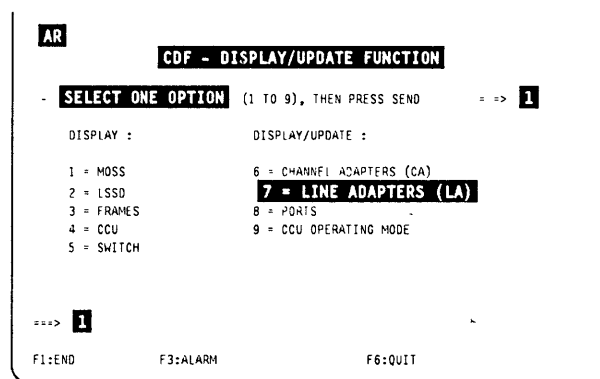 AR
CDF - DISPLAY/UPDATE FUNCTION
- SELECT ONE OPTION (1 TO 9), THEN PRESS SEND = => 1
DISPLAY : DISPLAY/UPDATE :
1 = MOSS 6 = CHANNEL ADAPTERS (CA)
2 = LSSD 7 = LINE ADAPTERS (LA)
3 = FRAMES 8 = PORTS
4 = CCU 9 = CCU OPERATING MODE
5 = SWITCH
===> 1
F1:END F3:ALARM F6:QUIT